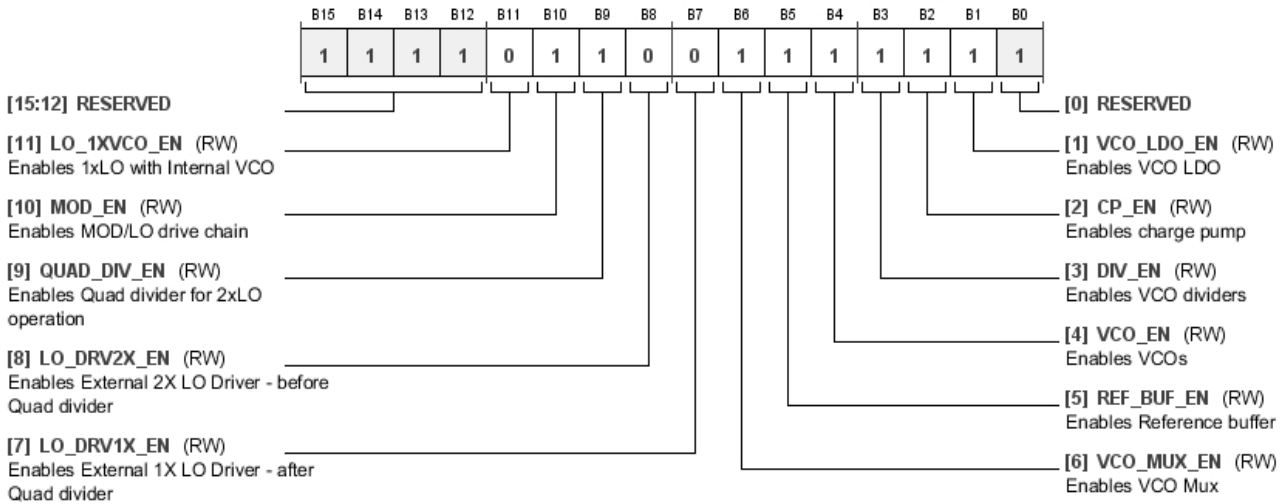 B15 B14 B13 B12 B11 B10 B9 B8 B7 B6 B5 B4 B3 B2 B1 B0
1 1 1 1 0 1 1 0 0 1 1 1 1 1 1 1
[15:12] RESERVED
[11] LO_1XVCO_EN (RW)
Enables 1xLO with Internal VCO
[10] MOD_EN (RW)
Enables MOD/LO drive chain
[9] QUAD_DIV_EN (RW)
Enables Quad divider for 2xLO
operation
[8] LO_DRV2X_EN (RW)
Enables External 2X LO Driver - before
Quad divider
[7] LO_DRV1X_EN (RW)
Enables External 1X LO Driver - after
Quad divider
[0] RESERVED
[1] VCO_LDO_EN (RW)
Enables VCO LDO
[2] CP_EN (RW)
Enables charge pump
[3] DIV_EN (RW)
Enables VCO dividers
[4] VCO_EN (RW)
Enables VCOs
[5] REF_BUF_EN (RW)
Enables Reference buffer
[6] VCO_MUX_EN (RW)
Enables VCO Mux